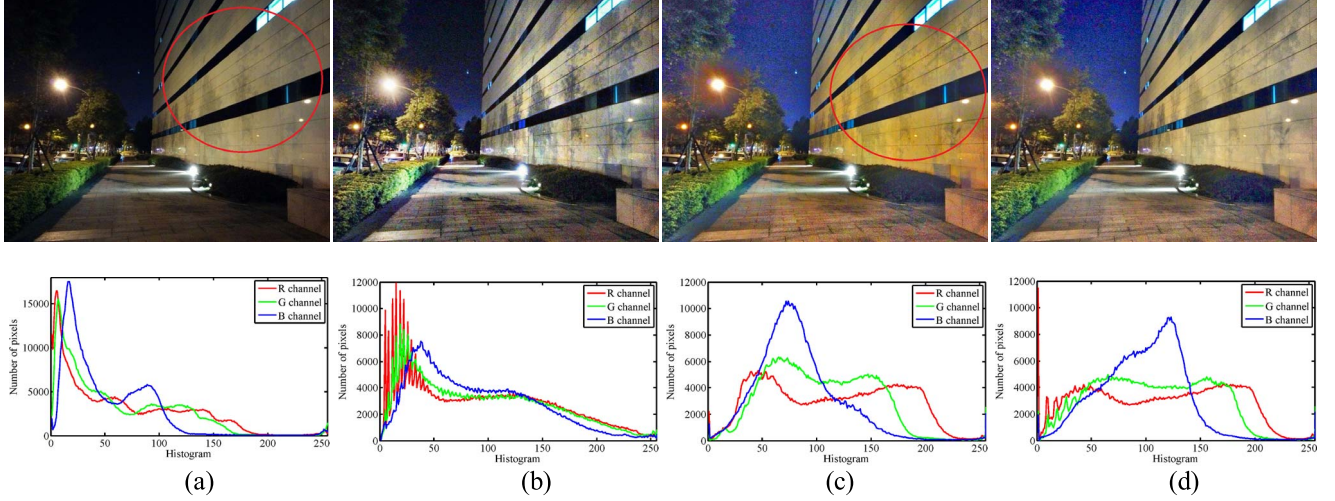 15000
10000
5000
0
Number of pixels
0 50 100 150 200 250
Histogram
R channel
G channel
B channel
(a)
12000
10000
8000
6000
4000
2000
0
Number of pixels
0 50 100 150 200 250
Histogram
R channel
G channel
B channel
(b)
12000
10000
8000
6000
4000
2000
0
Number of pixels
0 50 100 150 200 250
Histogram
R channel
G channel
B channel
(c)
12000
10000
8000
6000
4000
2000
0
Number of pixels
0 50 100 150 200 250
Histogram
R channel
G channel
B channel
(d)